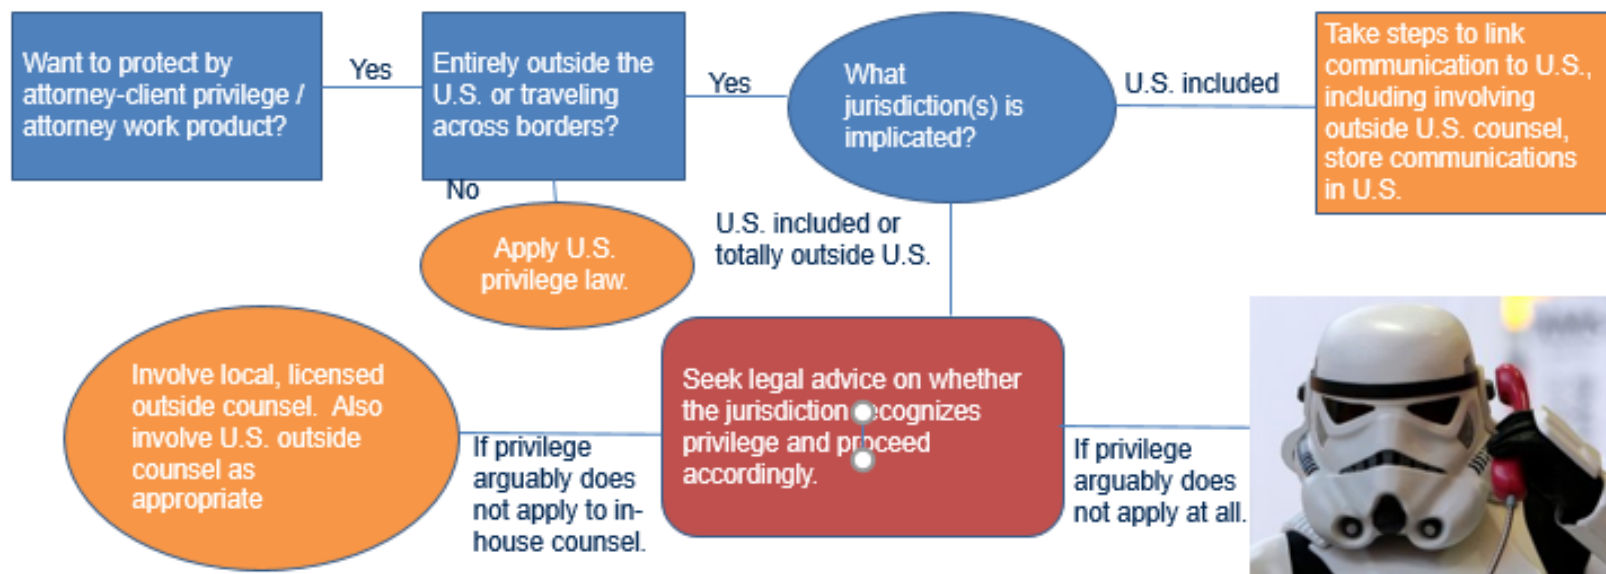 Want to protect by
attorney-client privilege /
attorney work product?
Yes
Entirely outside the
U.S. or traveling
across borders?
Yes
What
jurisdiction(s) is
implicated?
U.S. included
Take steps to link
communication to U.S.,
including involving
outside U.S. counsel,
store communications
in U.S.
No
Apply U.S.
privilege law.
U.S. included or
totally outside U.S.
Involve local, licensed
outside counsel. Also
involve U.S. outside
counsel as
appropriate
If privilege
arguably does
not apply to in-
house counsel.
Seek legal advice on whether
the jurisdiction recognizes
privilege and proceed
accordingly.
If privilege
arguably does
not apply at all.